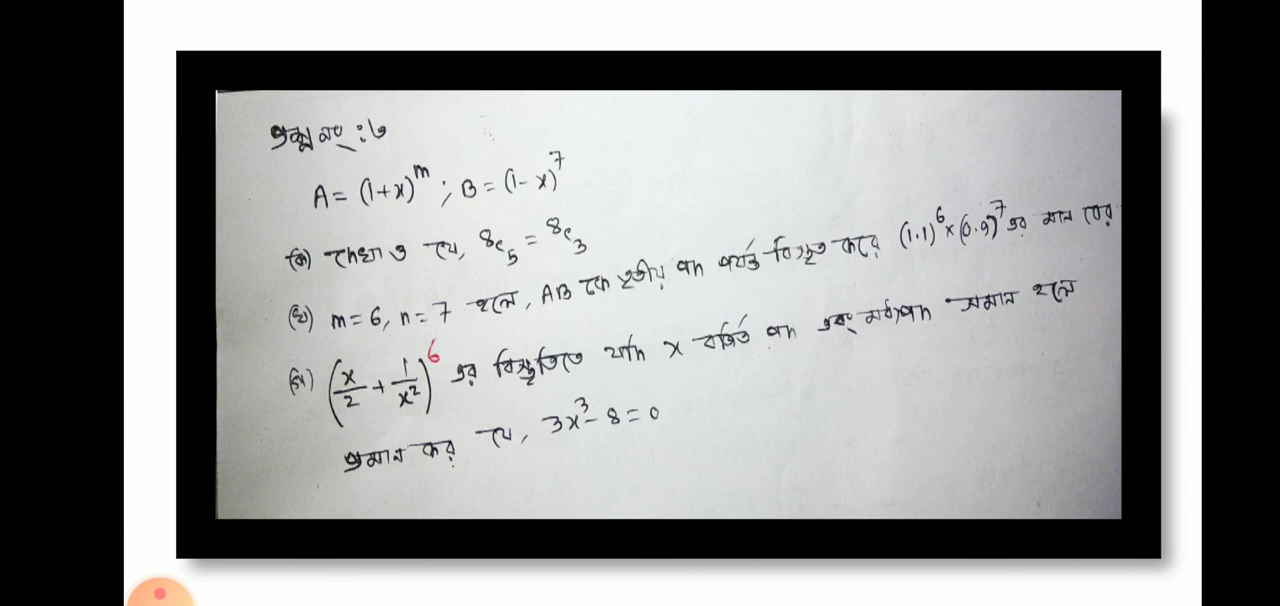 প্রশ্ন নং : ৩
A = (1+x)^m ; B = (1-x)^7
(ক) দেখাও যে, 8c₅ = 8c₃
(খ) m=6, n=7 হলে, AB কে তৃতীয় পদ পর্যন্ত বিস্তৃত করে (1.1)^6 × (0.9)^7 এর মান বের
(গ) (x/2 + 1/x²)^6 এর বিস্তৃতিতে যদি x বর্জিত পদ এবং মধ্যপদ সমান হলে
প্রমান কর যে, 3x³-8=0